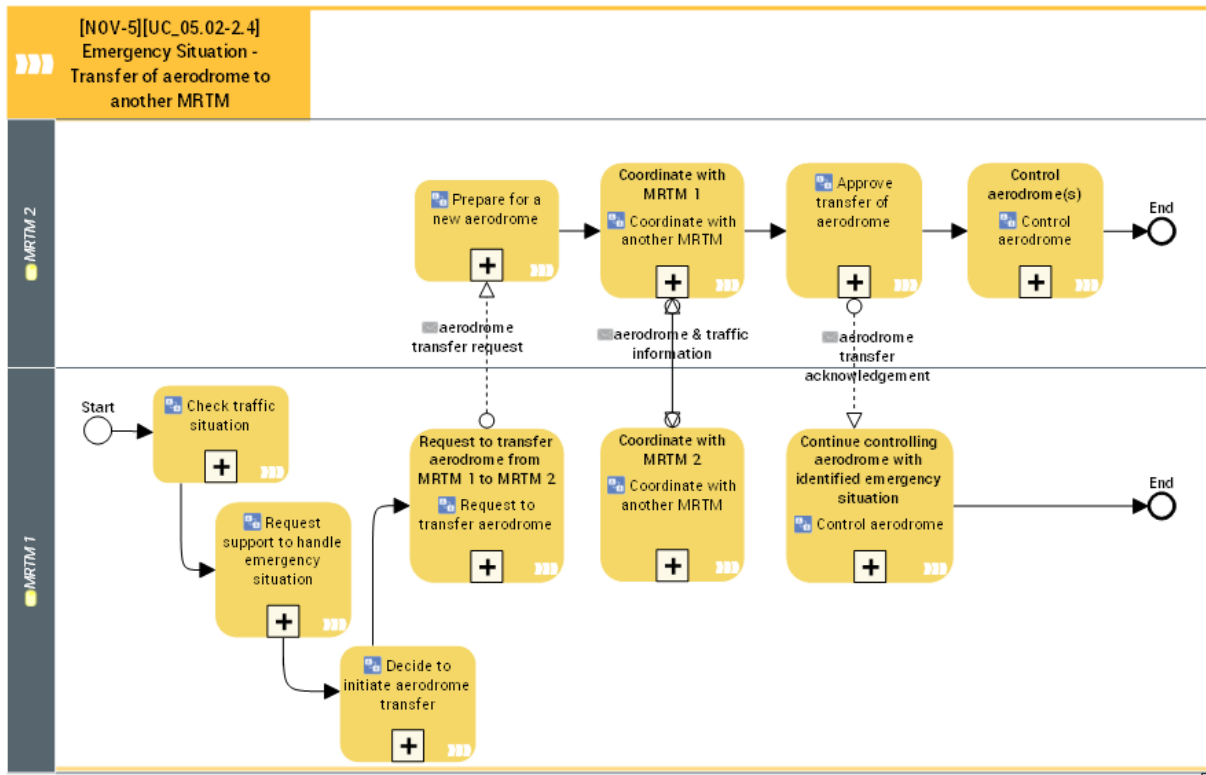 [NOV-5][UC_05.02-2.4]
Emergency Situation -
Transfer of aerodrome to
another MRTM
MRTM 2
Prepare for a
new aerodrome
Coordinate with
MRTM 1
Coordinate with
another MRTM
Approve
transfer of
aerodrome
Control
aerodrome(s)
Control
aerodrome
End
aerodrome
transfer request
aerodrome & traffic
information
aerodrome
transfer
acknowledgement
MRTM 1
Start
Check traffic
situation
Request
support to handle
emergency
situation
Decide to
initiate aerodrome
transfer
Request to transfer
aerodrome from
MRTM 1 to MRTM 2
Request to
transfer aerodrome
Coordinate with
MRTM 2
Coordinate with
another MRTM
Continue controlling
aerodrome with
identified emergency
situation
Control aerodrome
End